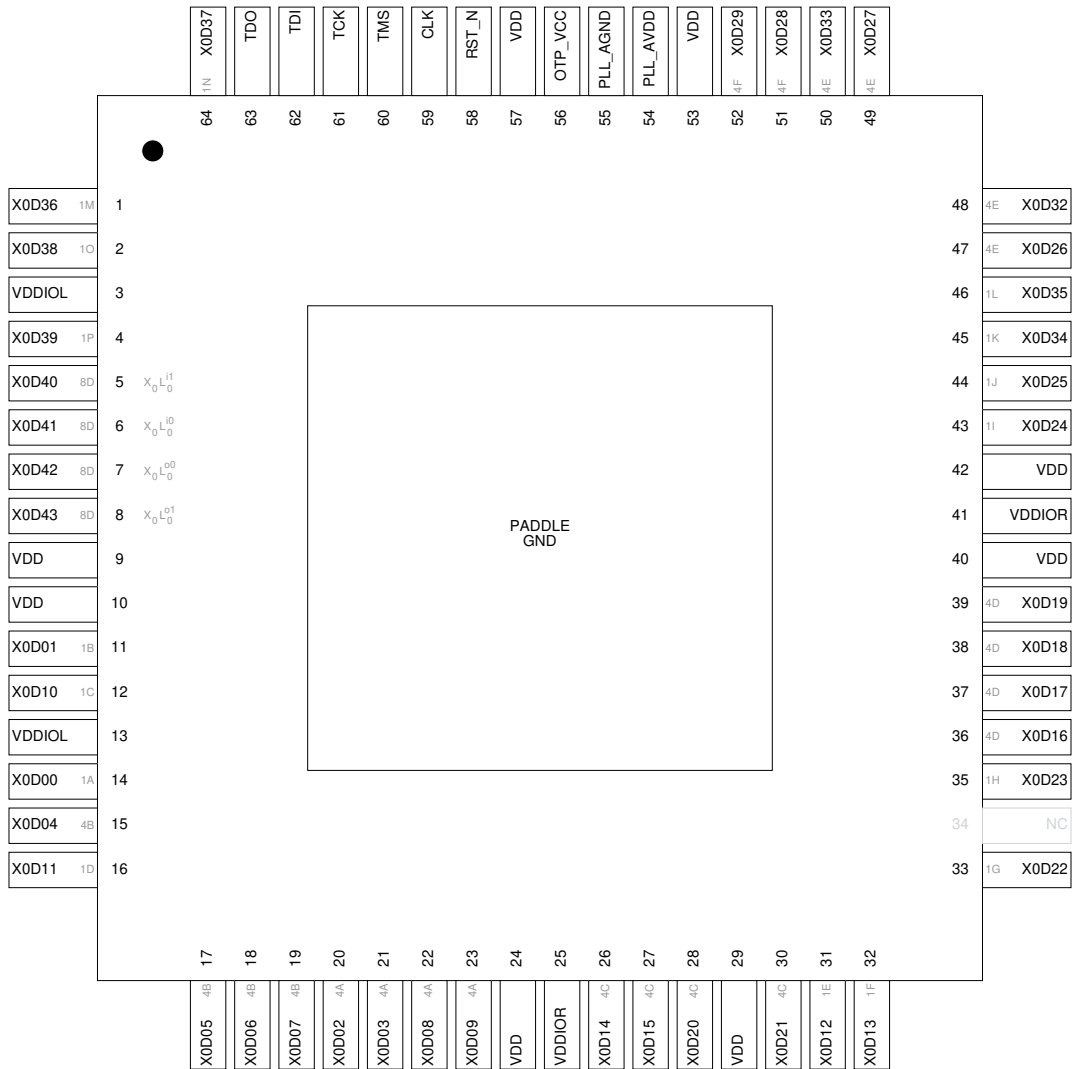 X0D37 1N
TDO
TDI
TCK
TMS
CLK
RST_N
VDD
OTP_VCC
PLL_AGND
PLL_AVDD
VDD
X0D29 4F
X0D28 4F
X0D33 4E
X0D27 4E
64 63 62 61 60 59 58 57 56 55 54 53 52 51 50 49
X0D36 1M 1
X0D38 1O 2
VDDIOL 3
X0D39 1P 4
X0D40 8D 5 X0L0i1
X0D41 8D 6 X0L0i0
X0D42 8D 7 X0L0o0
X0D43 8D 8 X0L0o1
VDD 9
VDD 10
X0D01 1B 11
X0D10 1C 12
VDDIOL 13
X0D00 1A 14
X0D04 4B 15
X0D11 1D 16
PADDLE
GND
48 4E X0D32
47 4E X0D26
46 1L X0D35
45 1K X0D34
44 1J X0D25
43 1I X0D24
42 VDD
41 VDDIOR
40 VDD
39 4D X0D19
38 4D X0D18
37 4D X0D17
36 4D X0D16
35 1H X0D23
34 NC
33 1G X0D22
17 18 19 20 21 22 23 24 25 26 27 28 29 30 31 32
X0D05 4B
X0D06 4B
X0D07 4B
X0D02 4A
X0D03 4A
X0D08 4A
X0D09 4A
VDD
VDDIOR
X0D14 4C
X0D15 4C
X0D20 4C
VDD
X0D21 4C
X0D12 1E
X0D13 1F